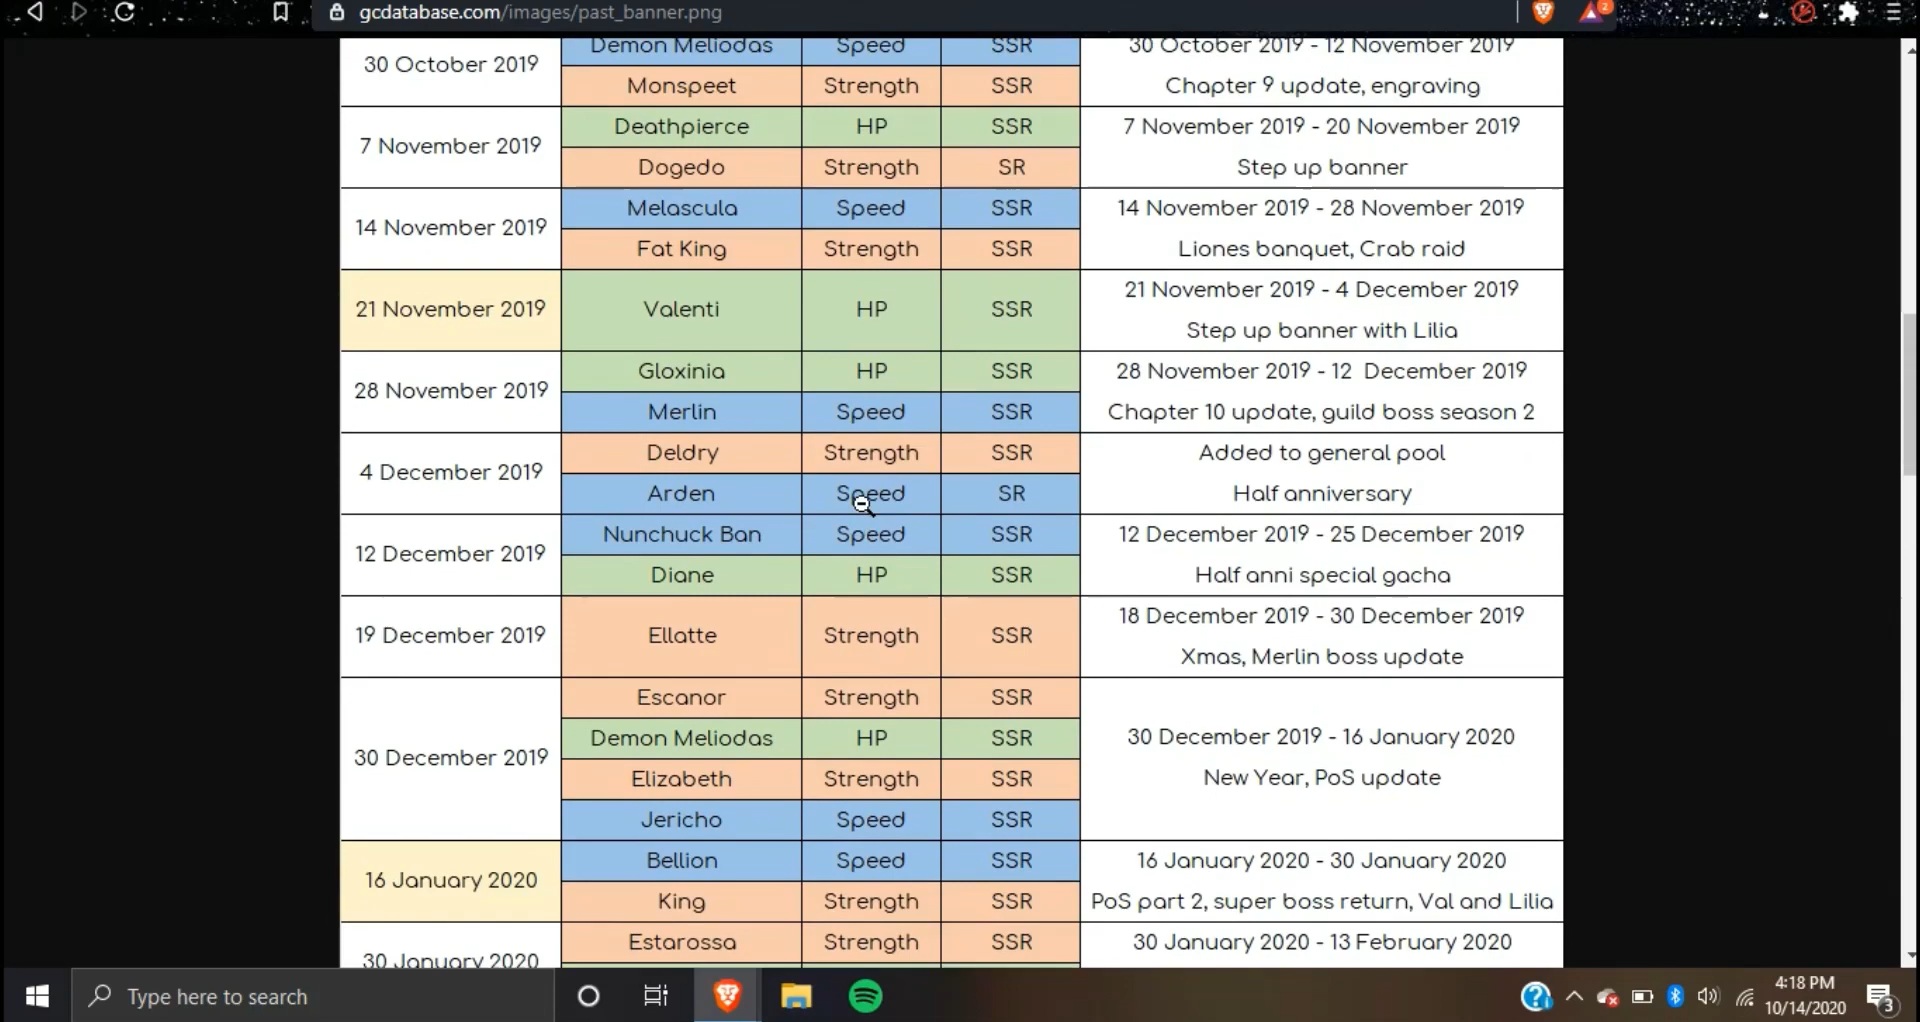 gcdatabase.com/images/past_banner.png
2
30 October 2019
Demon Meliodas Speed SSR
30 October 2019 - 12 November 2019
Monspeet Strength SSR
Chapter 9 update, engraving
7 November 2019
Deathpierce HP SSR
7 November 2019 - 20 November 2019
Dogedo Strength SR
Step up banner
14 November 2019
Melascula Speed SSR
14 November 2019 - 28 November 2019
Fat King Strength SSR
Liones banquet, Crab raid
21 November 2019
Valenti HP SSR
21 November 2019 - 4 December 2019
Step up banner with Lilia
28 November 2019
Gloxinia HP SSR
28 November 2019 - 12 December 2019
Merlin Speed SSR
Chapter 10 update, guild boss season 2
4 December 2019
Deldry Strength SSR
Added to general pool
Arden Speed SR
Half anniversary
12 December 2019
Nunchuck Ban Speed SSR
12 December 2019 - 25 December 2019
Diane HP SSR
Half anni special gacha
19 December 2019
Ellatte Strength SSR
18 December 2019 - 30 December 2019
Xmas, Merlin boss update
30 December 2019
Escanor Strength SSR
Demon Meliodas HP SSR
30 December 2019 - 16 January 2020
Elizabeth Strength SSR
New Year, PoS update
Jericho Speed SSR
16 January 2020
Bellion Speed SSR
16 January 2020 - 30 January 2020
King Strength SSR
PoS part 2, super boss return, Val and Lilia
30 January 2020
Estarossa Strength SSR
30 January 2020 - 13 February 2020
Type here to search
4:18 PM
10/14/2020
3